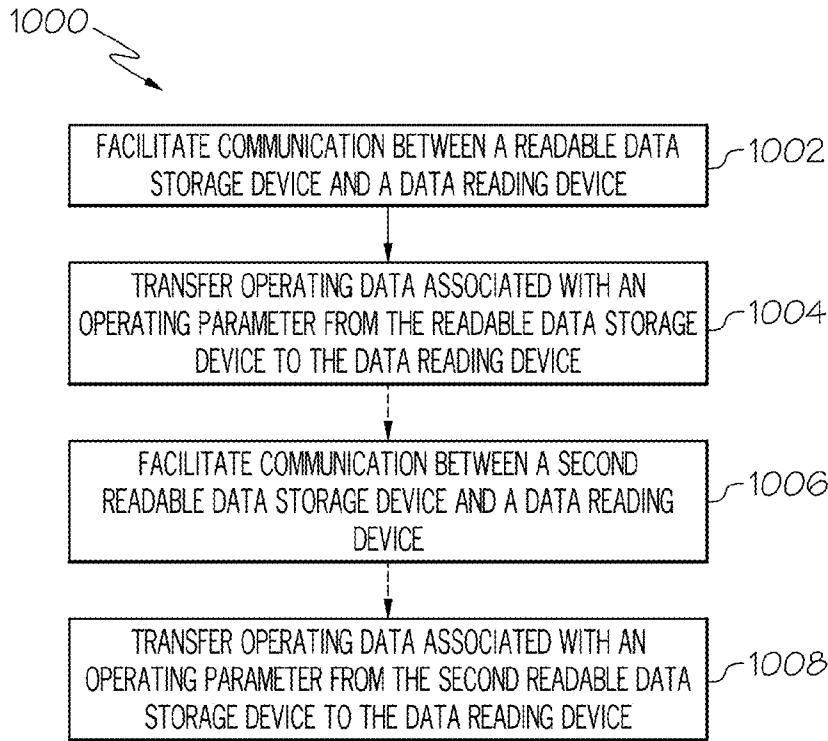 1000
FACILITATE COMMUNICATION BETWEEN A READABLE DATA
STORAGE DEVICE AND A DATA READING DEVICE
1002
TRANSFER OPERATING DATA ASSOCIATED WITH AN
OPERATING PARAMETER FROM THE READABLE DATA STORAGE
DEVICE TO THE DATA READING DEVICE
1004
FACILITATE COMMUNICATION BETWEEN A SECOND
READABLE DATA STORAGE DEVICE AND A DATA READING
DEVICE
1006
TRANSFER OPERATING DATA ASSOCIATED WITH AN
OPERATING PARAMETER FROM THE SECOND READABLE DATA
STORAGE DEVICE TO THE DATA READING DEVICE
1008